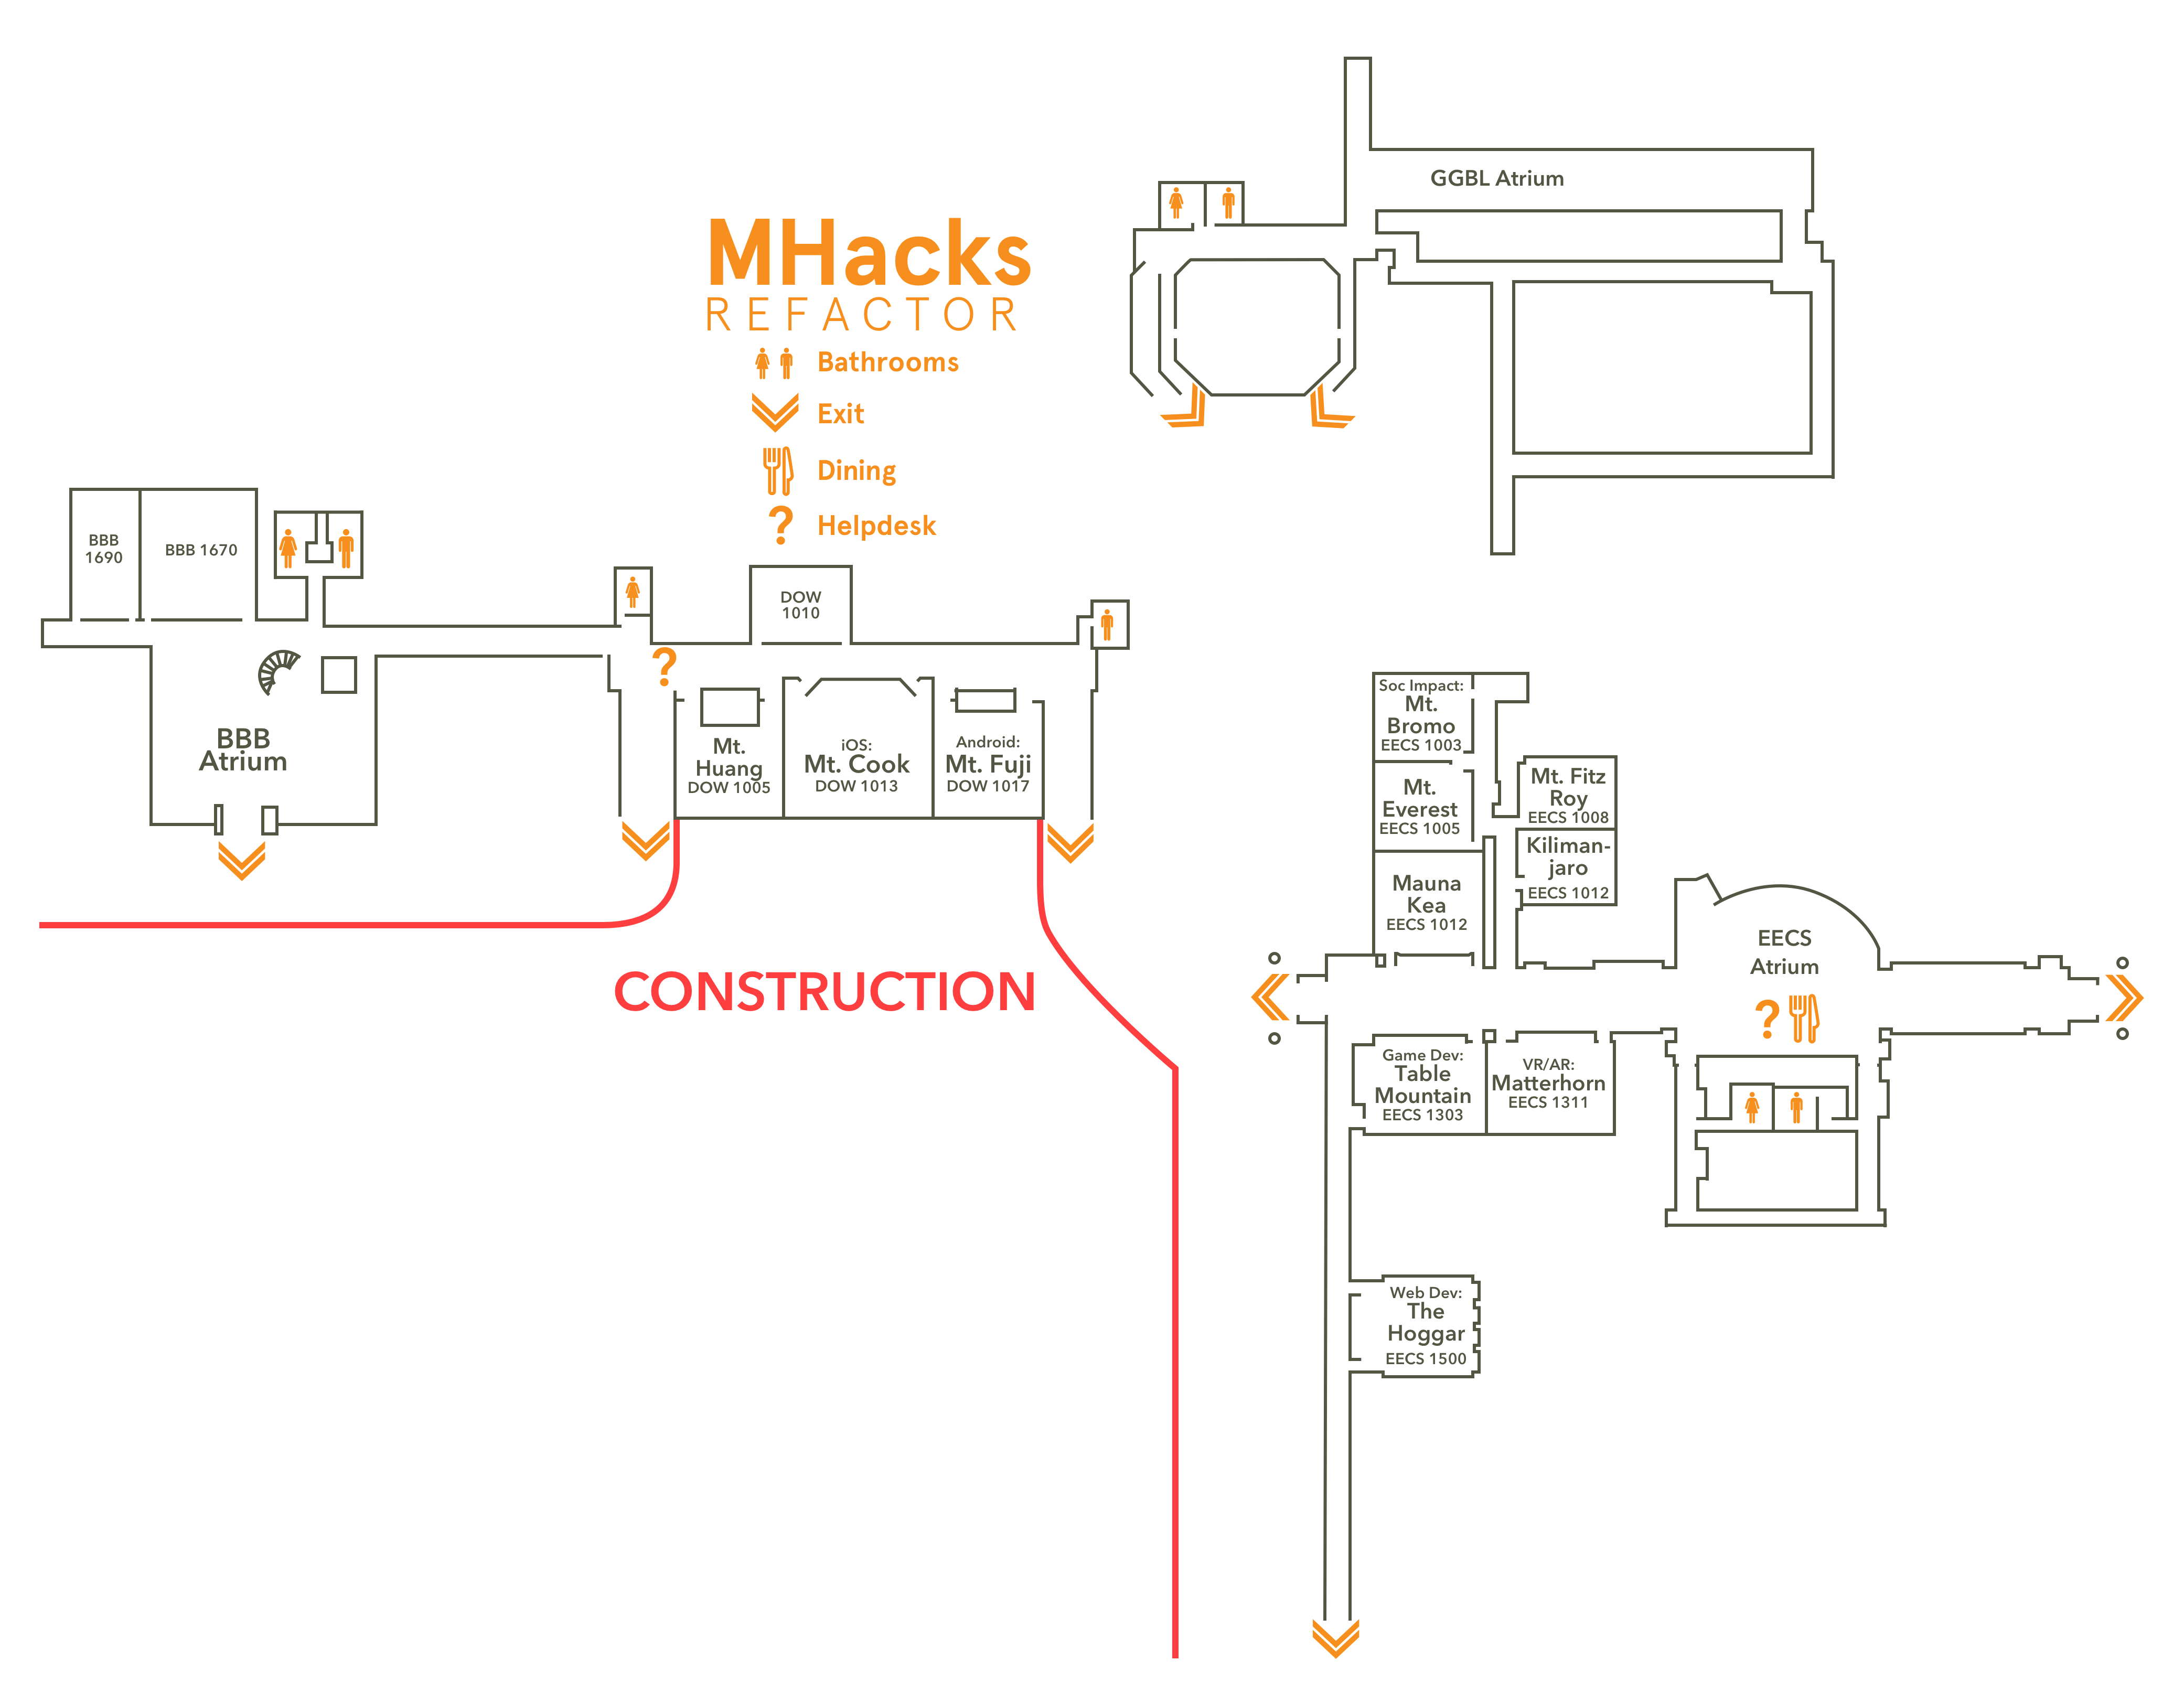 GGBL Atrium
MHacks
REFACTOR
Bathrooms
Exit
Dining
? Helpdesk
BBB
1690
BBB 1670
DOW
1010
?
BBB
Atrium
Mt.
Huang
DOW 1005
iOS:
Mt. Cook
DOW 1013
Android:
Mt. Fuji
DOW 1017
CONSTRUCTION
Soc Impact:
Mt.
Bromo
EECS 1003
Mt.
Everest
EECS 1005
Mt. Fitz
Roy
EECS 1008
Kiliman-
jaro
EECS 1012
Mauna
Kea
EECS 1012
EECS
Atrium
?
Game Dev:
Table
Mountain
EECS 1303
VR/AR:
Matterhorn
EECS 1311
Web Dev:
The
Hoggar
EECS 1500